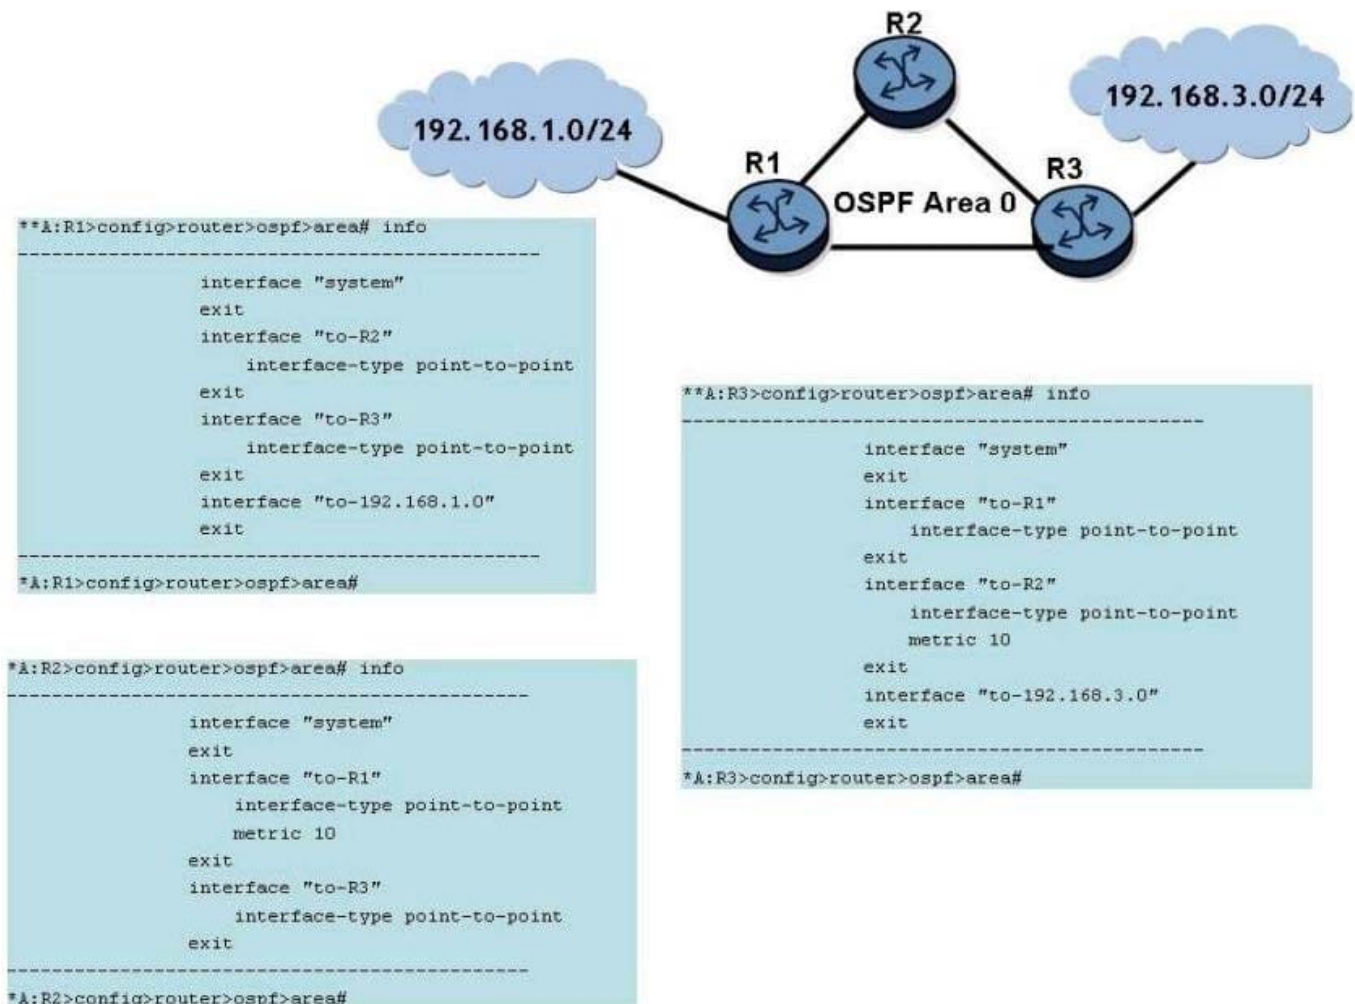 R2
192.168.3.0/24
192.168.1.0/24
R1
R3
OSPF Area 0
**A:R1>config>router>ospf>area# info
----------------------------------------------
interface "system"
exit
interface "to-R2"
interface-type point-to-point
exit
interface "to-R3"
interface-type point-to-point
exit
interface "to-192.168.1.0"
exit
----------------------------------------------
*A:R1>config>router>ospf>area#
**A:R3>config>router>ospf>area# info
----------------------------------------------
interface "system"
exit
interface "to-R1"
interface-type point-to-point
exit
interface "to-R2"
interface-type point-to-point
metric 10
exit
interface "to-192.168.3.0"
exit
----------------------------------------------
*A:R3>config>router>ospf>area#
*A:R2>config>router>ospf>area# info
----------------------------------------------
interface "system"
exit
interface "to-R1"
interface-type point-to-point
metric 10
exit
interface "to-R3"
interface-type point-to-point
exit
----------------------------------------------
*A:R2>config>router>ospf>area#